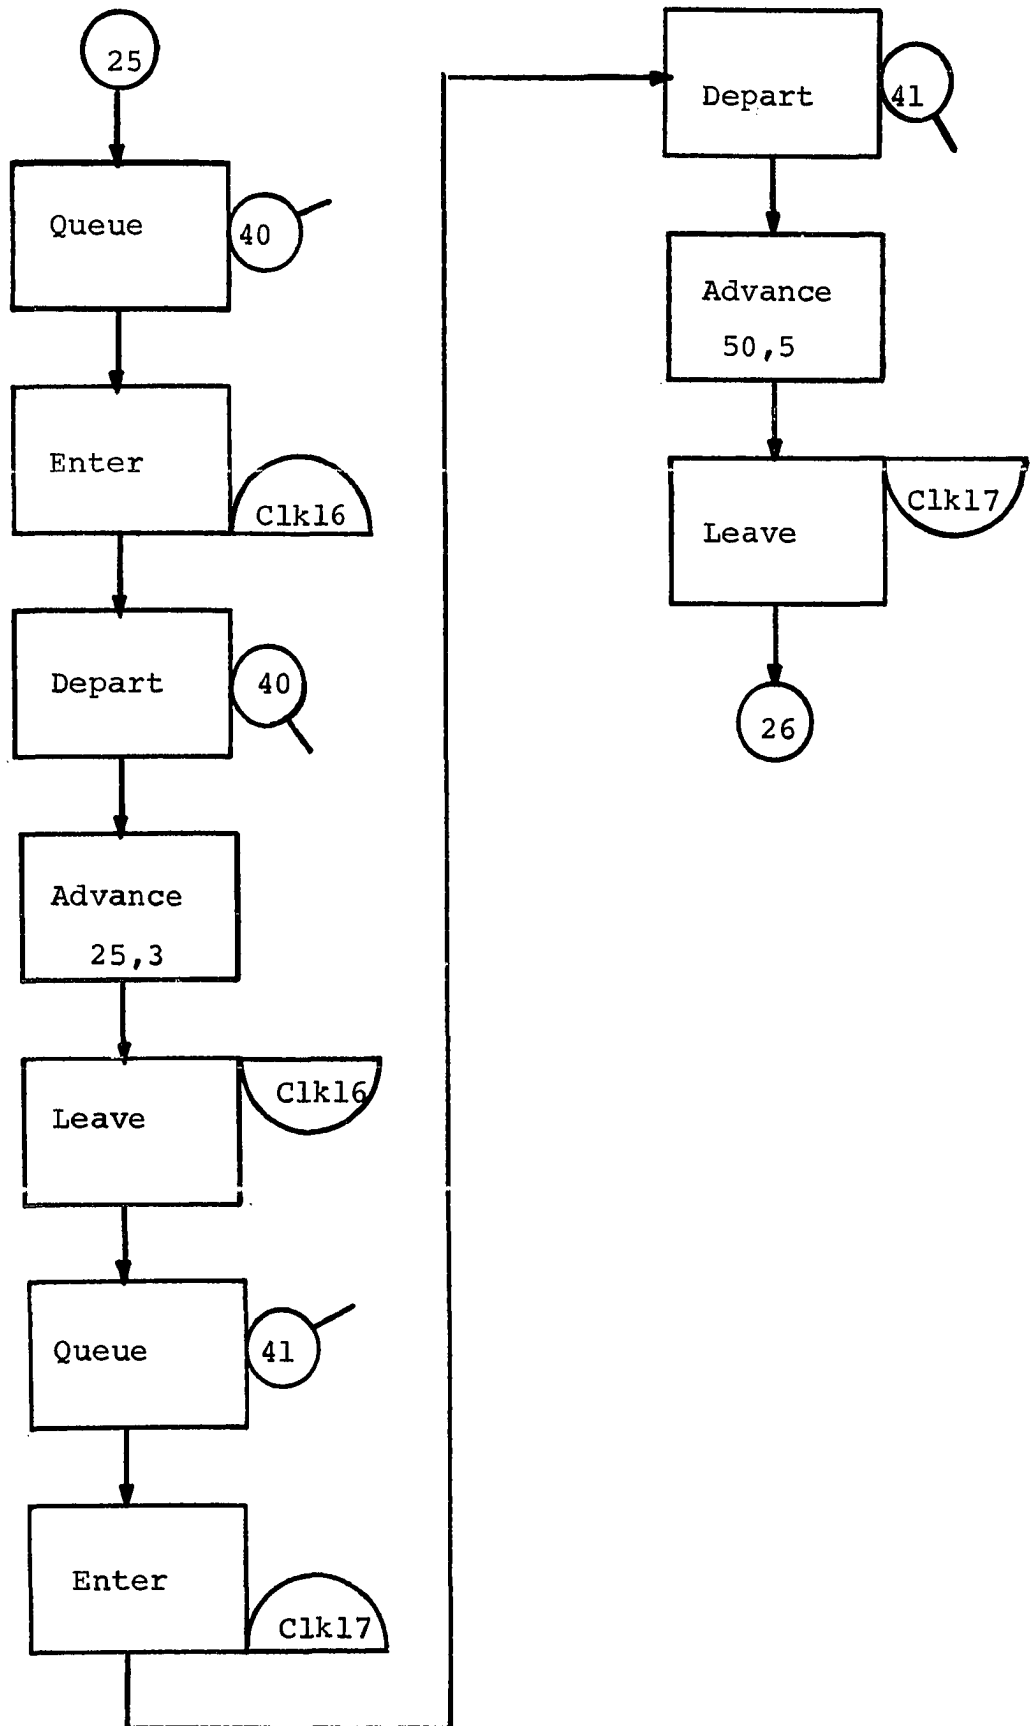 25
Queue
40
Enter
Clk16
Depart
40
Advance
25,3
Leave
Clk16
Queue
41
Enter
Clk17
Depart
41
Advance
50,5
Leave
Clk17
26